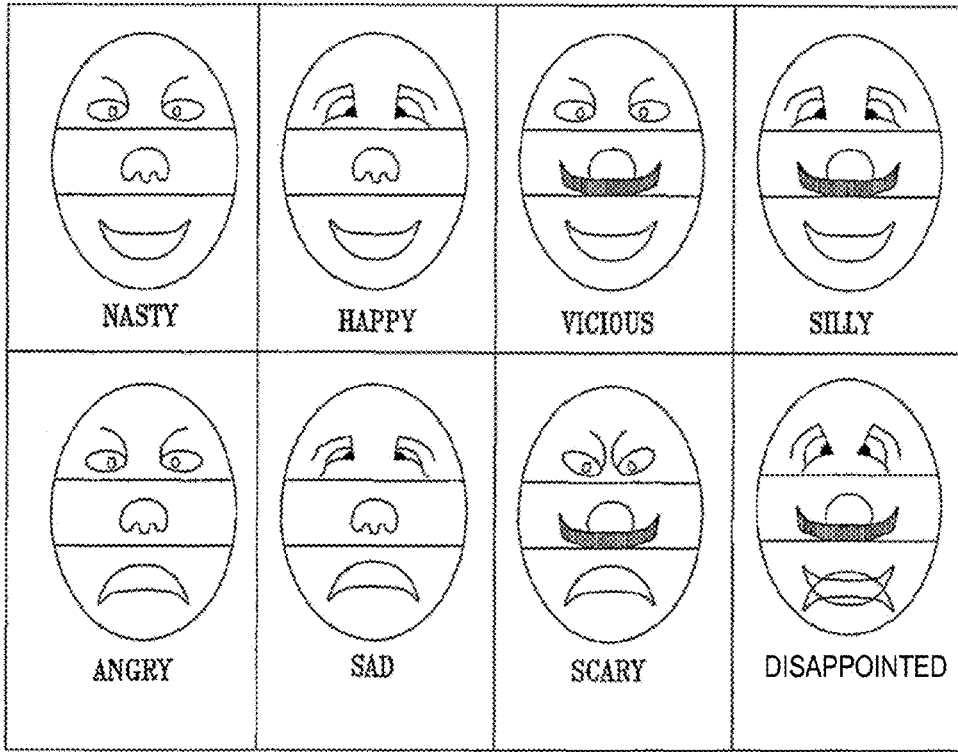 NASTY
HAPPY
VICIOUS
SILLY
ANGRY
SAD
SCARY
DISAPPOINTED